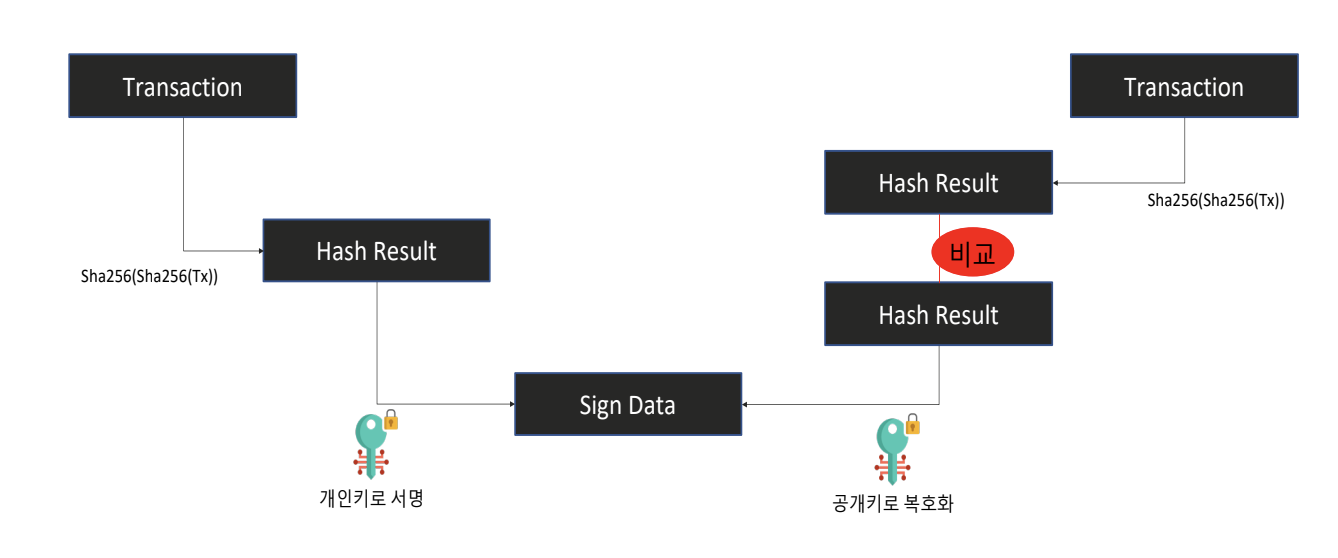 Transaction
Transaction
Hash Result
Sha256(Sha256(Tx))
Hash Result
비교
Sha256(Sha256(Tx))
Hash Result
Sign Data
개인키로 서명
공개키로 복호화